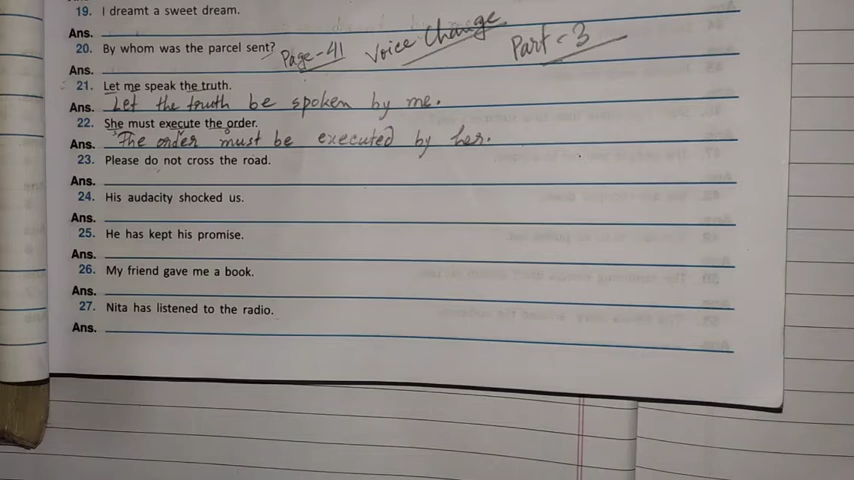 19. I dreamt a sweet dream.
Ans.
20. By whom was the parcel sent? Page-41 Voice Change Part-3
Ans.
21. Let me speak the truth.
Ans. Let the truth be spoken by me.
22. She must execute the order.
Ans. The order must be executed by her.
23. Please do not cross the road.
Ans.
24. His audacity shocked us.
Ans.
25. He has kept his promise.
Ans.
26. My friend gave me a book.
Ans.
27. Nita has listened to the radio.
Ans.